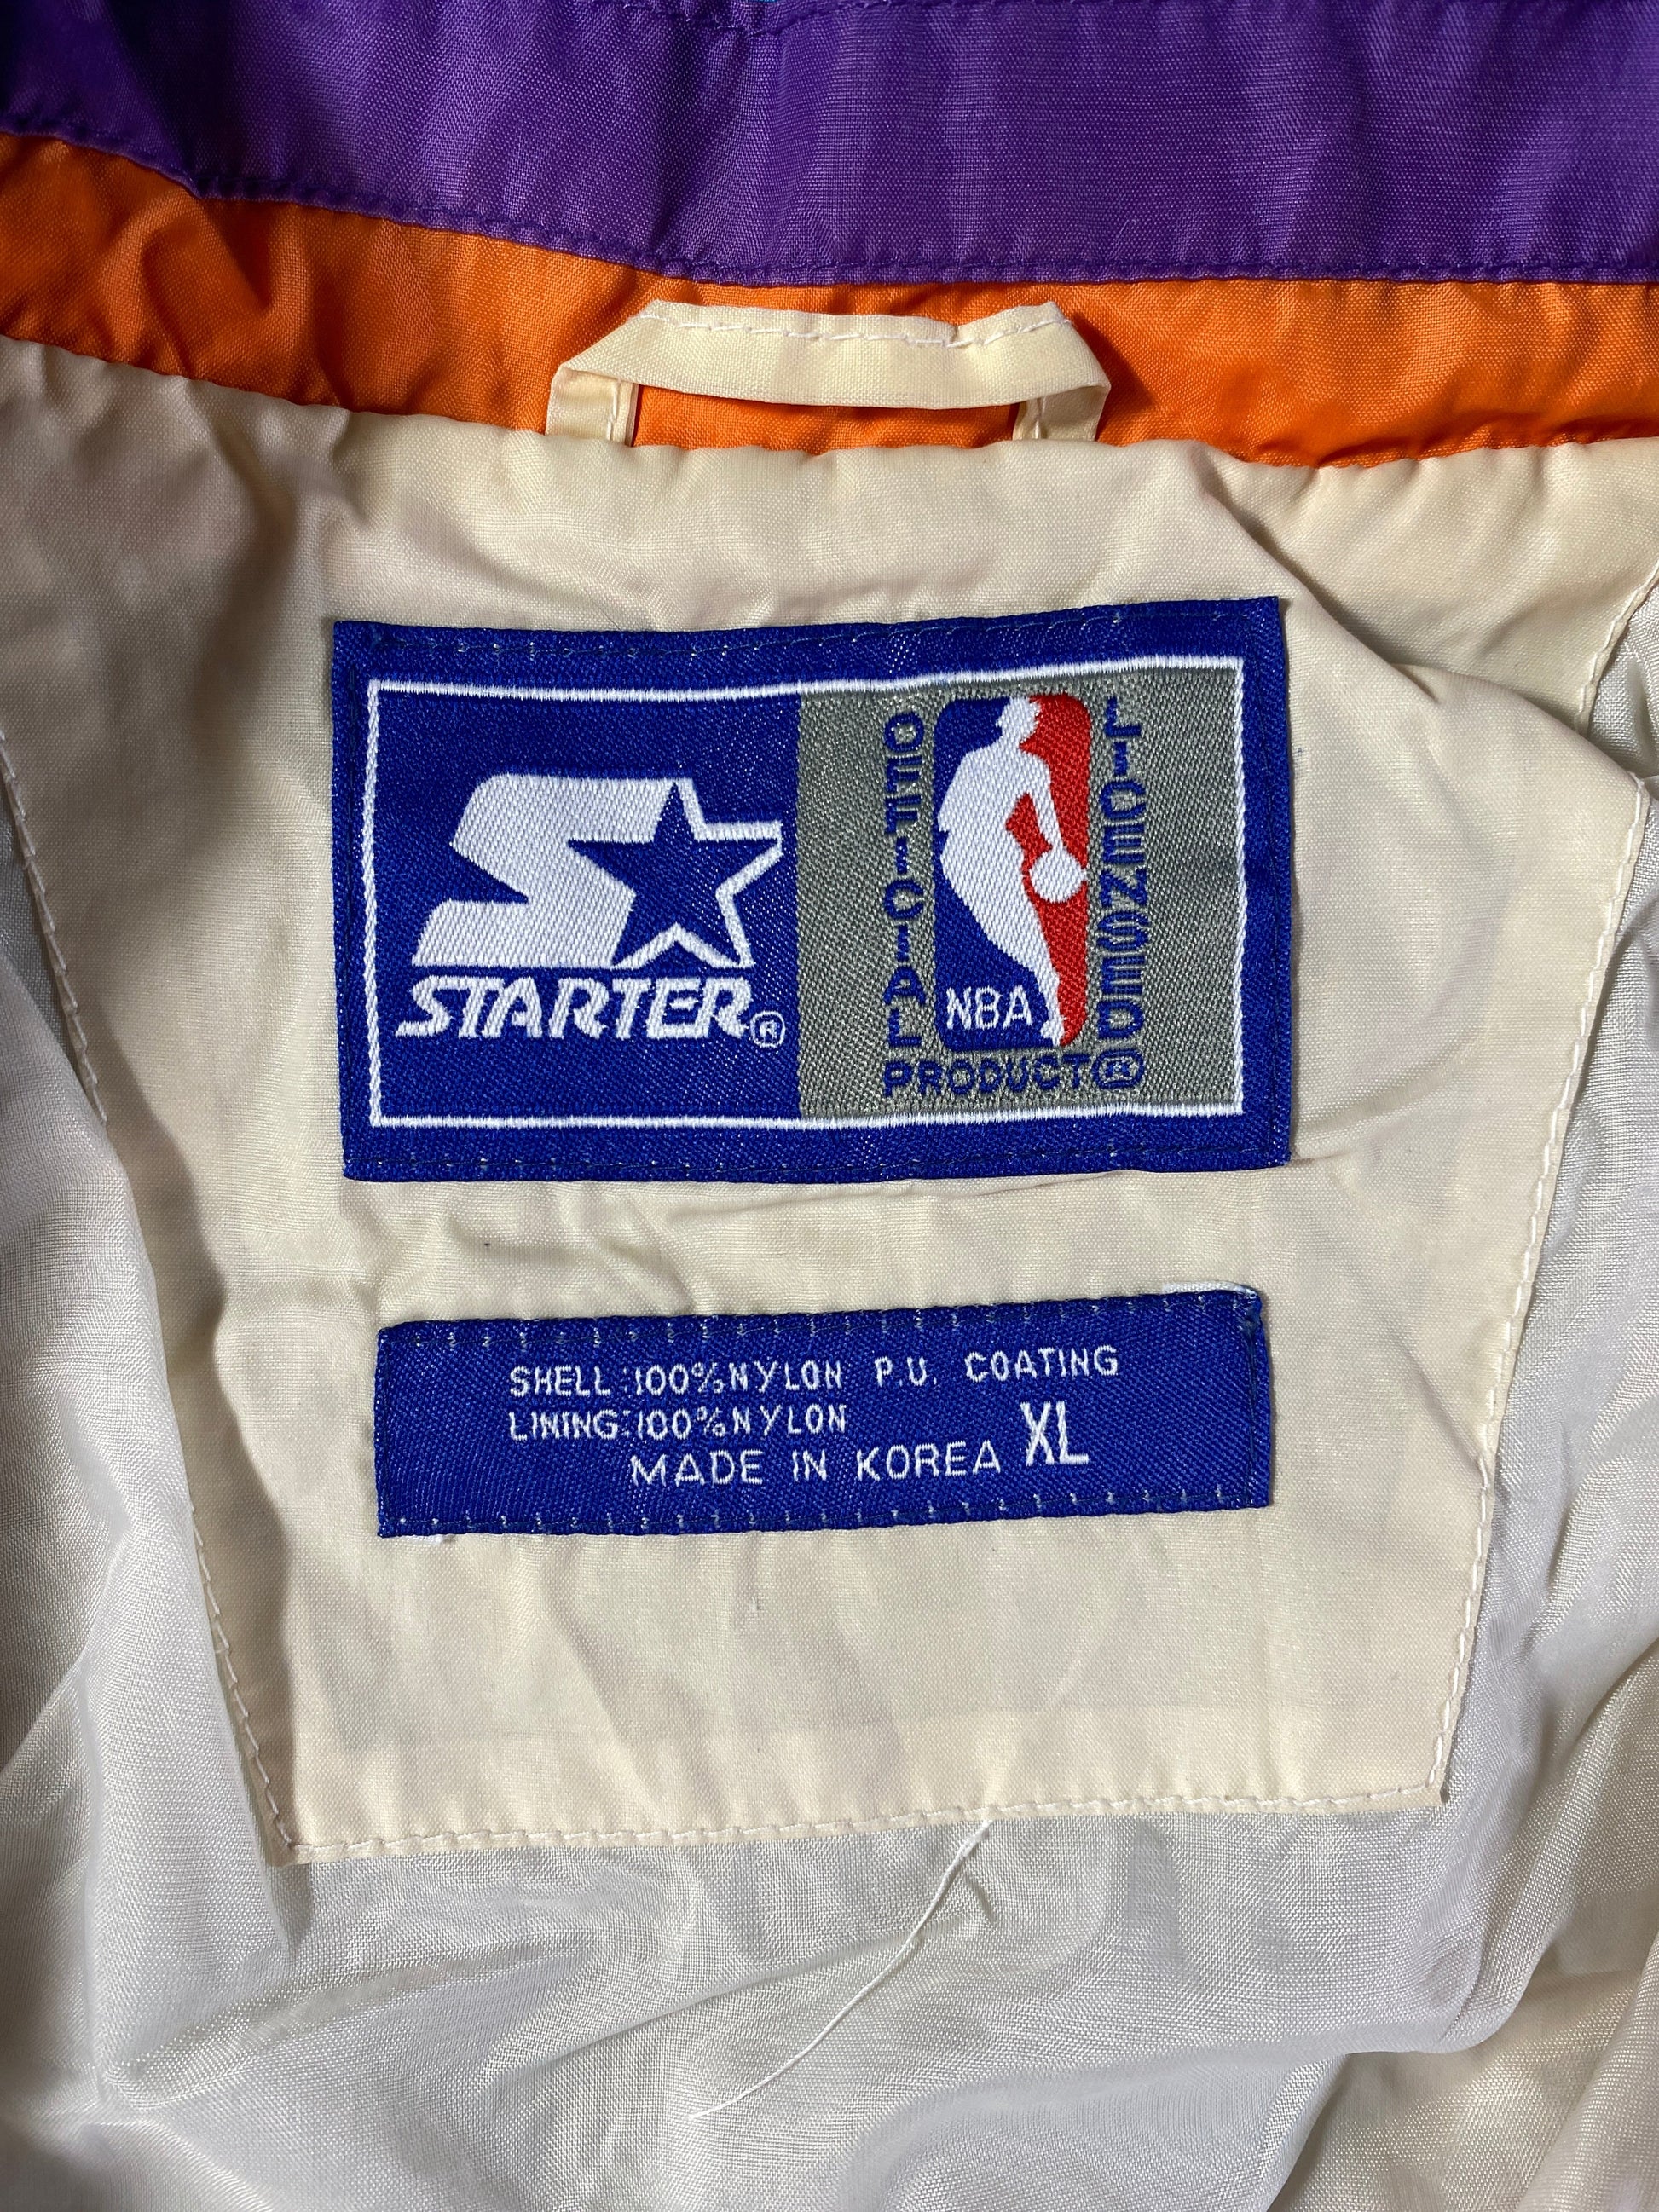 STARTER®
OFFICIAL
LICENSED
NBA
PRODUCT®
SHELL:100%NYLON P.U. COATING
LINING:100%NYLON
MADE IN KOREA XL